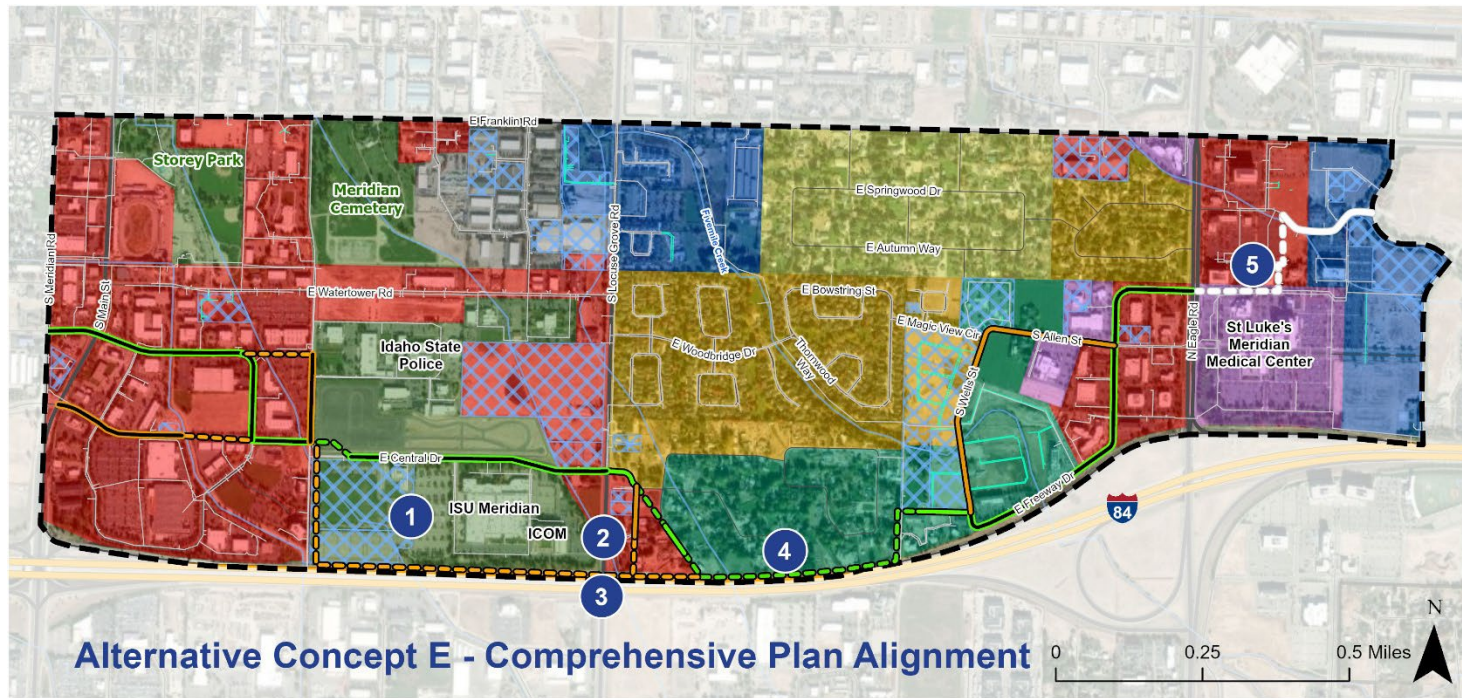 E Franklin Rd
Storey Park
Meridian
Cemetery
E Springwood Dr
E Autumn Way
Fivemile Creek
S Meridian Rd
S Main St
S Locuse Grove Rd
N Eagle Rd
5
E Watertower Rd
E Bowstring St
E Magic View Cir
S Allen St
St Luke's
Meridian
Medical Center
Idaho State
Police
E Woodbridge Dr
Thornwood
Way
S Wells St
E Central Dr
1
ISU Meridian
ICOM
2
3
4
E Freeway Dr
84
Alternative Concept E - Comprehensive Plan Alignment
0
0.25
0.5 Miles
N